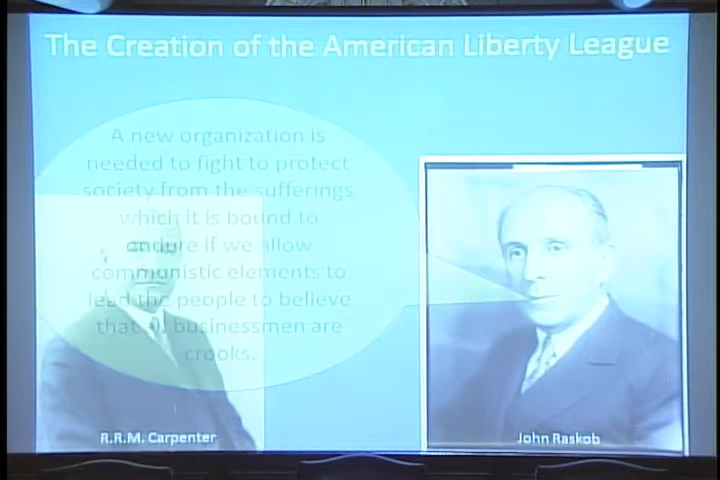 The Creation of the American Liberty League
A new organization is
needed to fight to protect
society from the sufferings
which it is bound to
endure if we allow
communistic elements to
lead the people to believe
that all businessmen are
crooks.
R.R.M. Carpenter
John Raskob